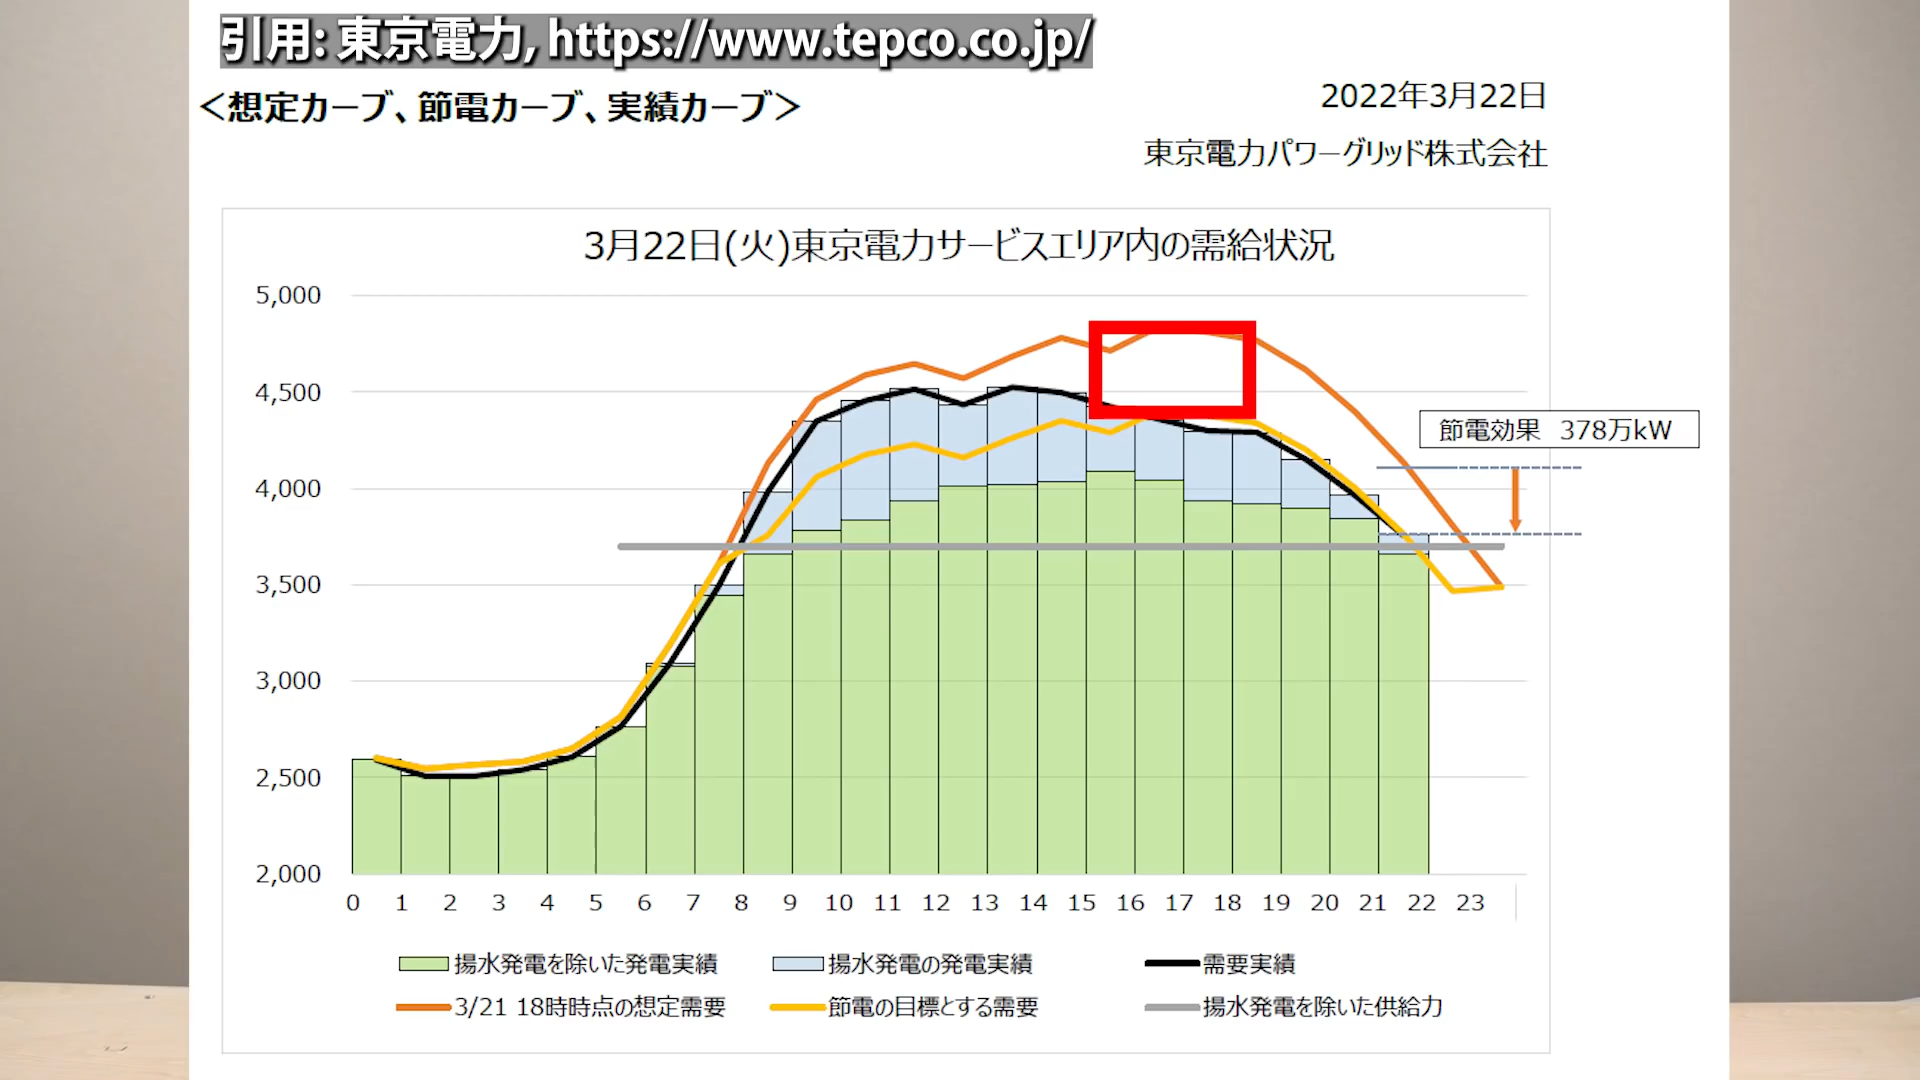 引用: 東京電力, https://www.tepco.co.jp/
＜想定カーブ、節電カーブ、実績カーブ＞
2022年3月22日
東京電力パワーグリッド株式会社
3月22日(火)東京電力サービスエリア内の需給状況
5,000
4,500
4,000
3,500
3,000
2,500
2,000
節電効果 378万kW
0 1 2 3 4 5 6 7 8 9 10 11 12 13 14 15 16 17 18 19 20 21 22 23
揚水発電を除いた発電実績 揚水発電の発電実績 需要実績
3/21 18時時点の想定需要 節電の目標とする需要 揚水発電を除いた供給力